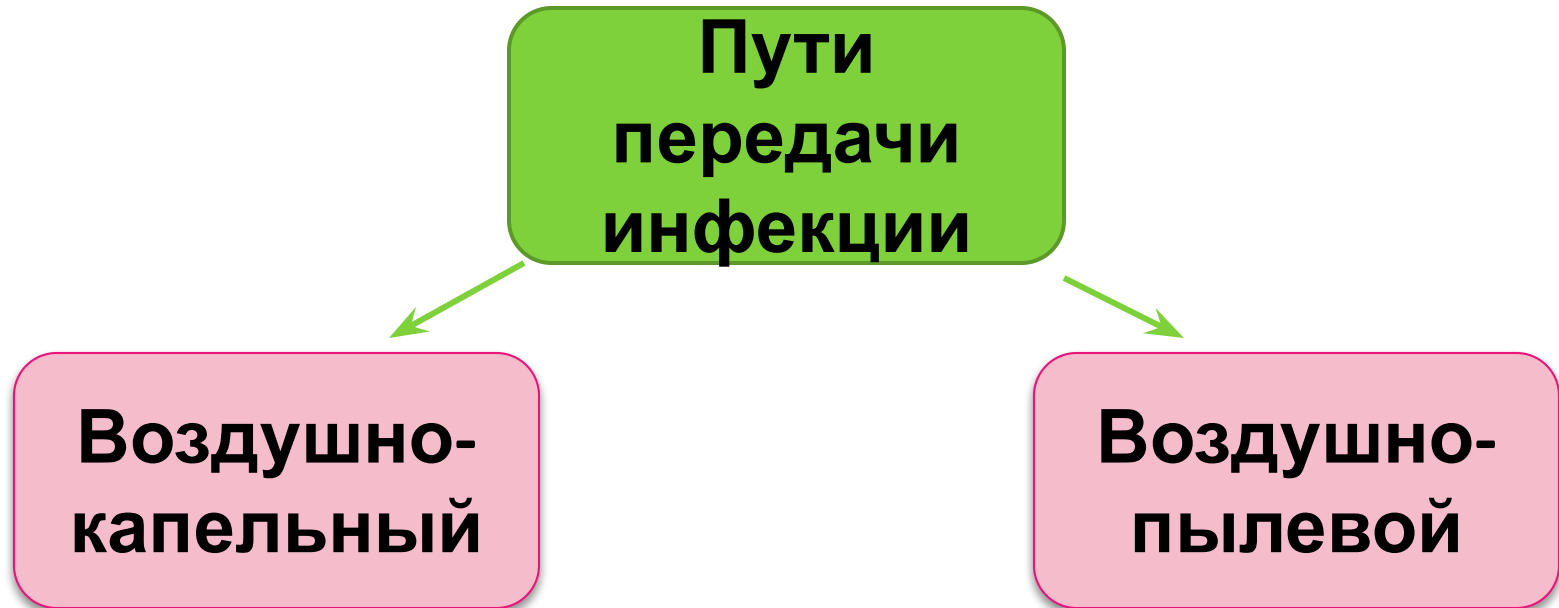 Пути
передачи
инфекции
Воздушно-
капельный
Воздушно-
пылевой